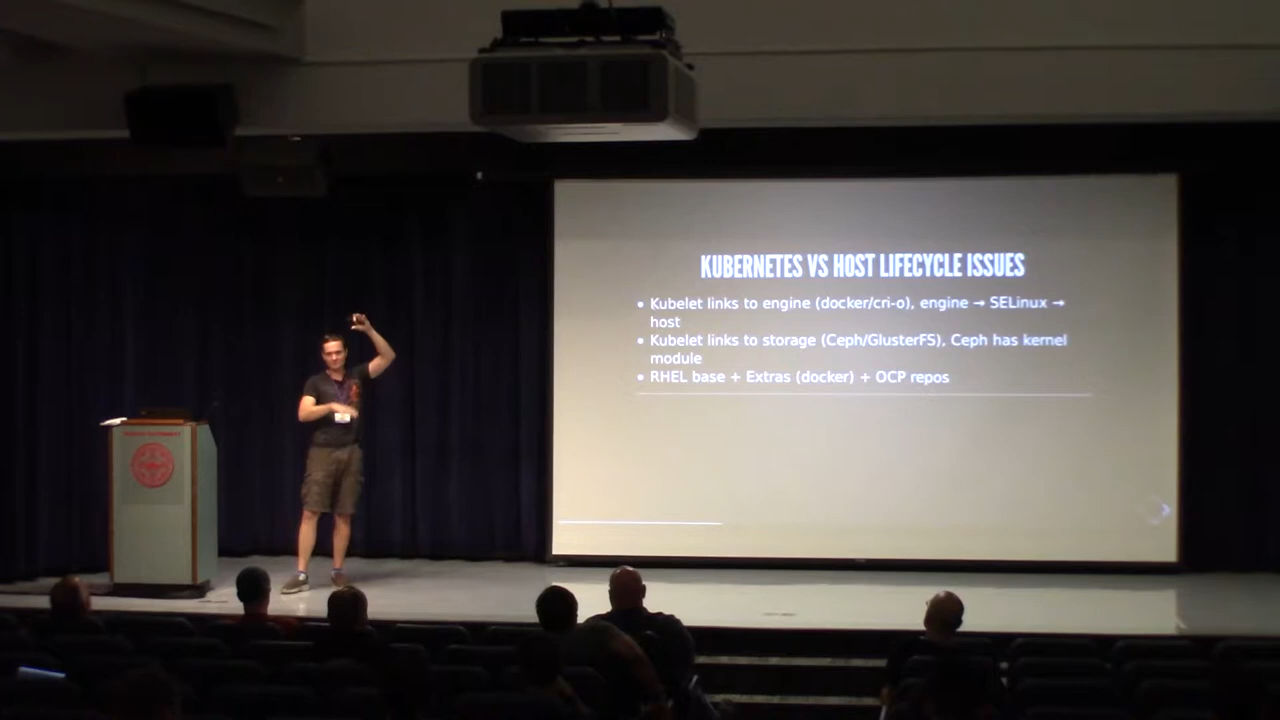 KUBERNETES VS HOST LIFECYCLE ISSUES
• Kubelet links to engine (docker/cri-o), engine → SELinux →
host
• Kubelet links to storage (Ceph/GlusterFS), Ceph has kernel
module
• RHEL base + Extras (docker) + OCP repos